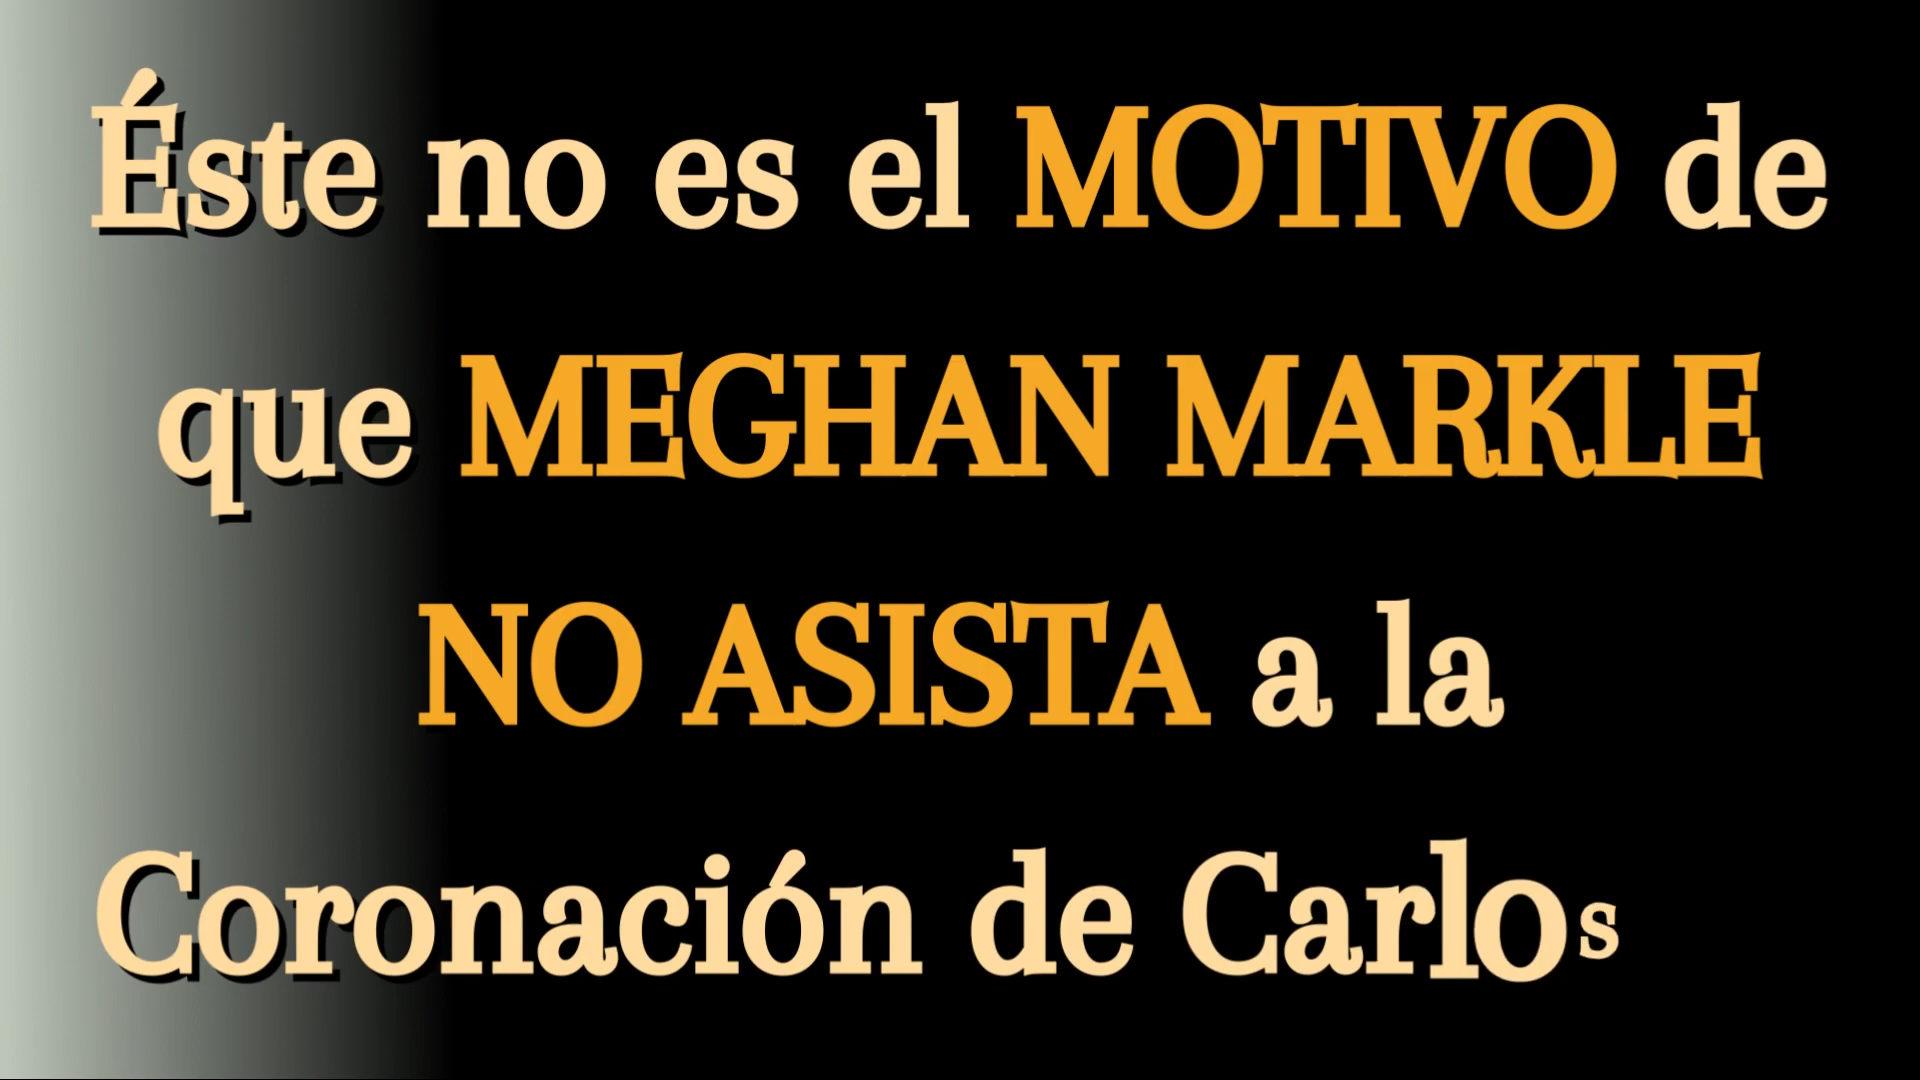 Éste no es el MOTIVO de
que MEGHAN MARKLE
NO ASISTA a la
Coronación de Carlos